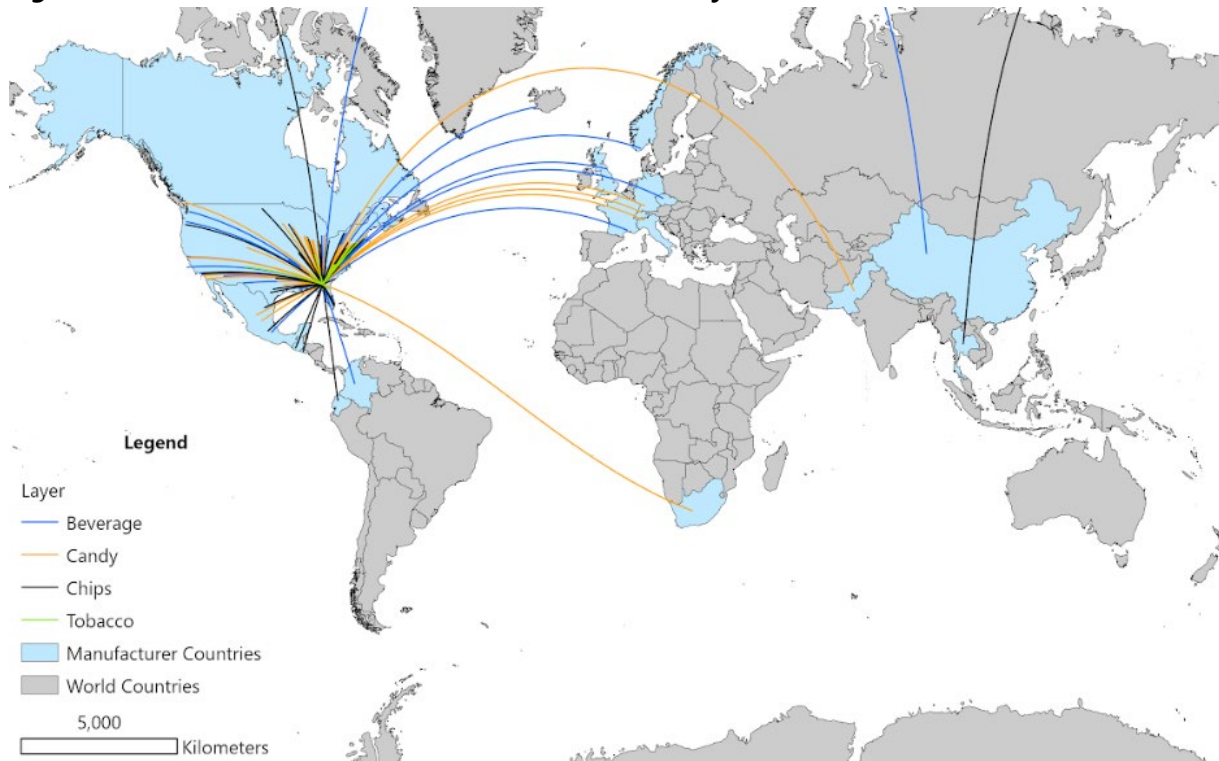 Legend
Layer
Beverage
Candy
Chips
Tobacco
Manufacturer Countries
World Countries
5,000
Kilometers